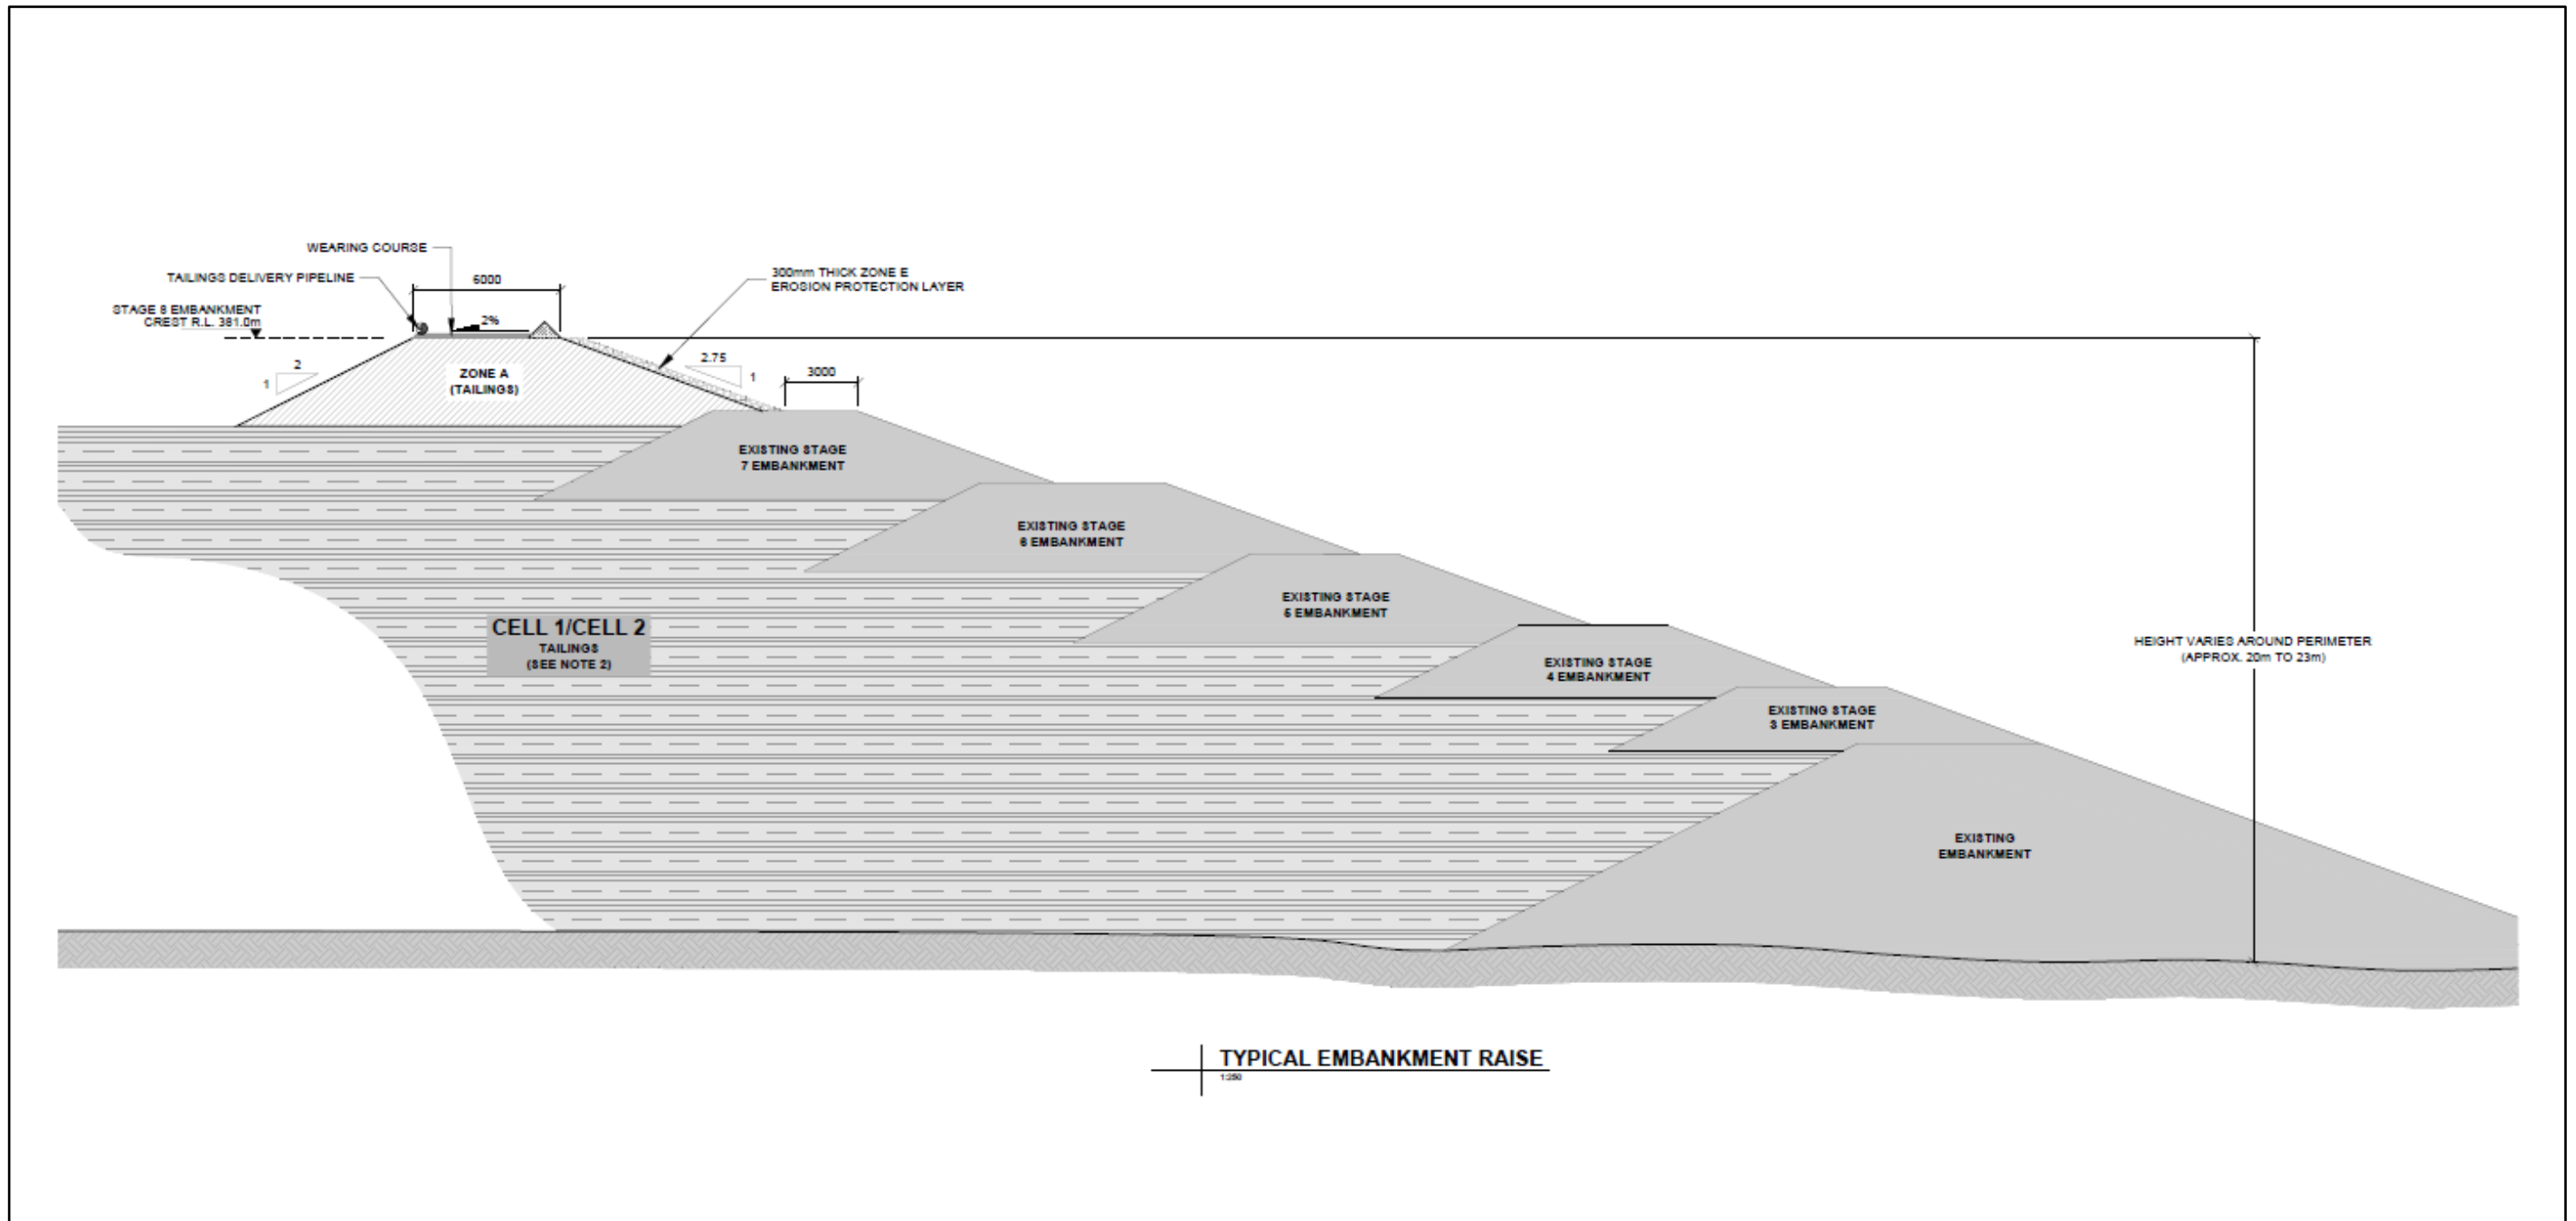 WEARING COURSE
TAILINGS DELIVERY PIPELINE
6000
300mm THICK ZONE E
EROSION PROTECTION LAYER
STAGE 8 EMBANKMENT
CREST R.L. 381.0m
2%
2
1
2.75
1
3000
ZONE A
(TAILINGS)
EXISTING STAGE
7 EMBANKMENT
EXISTING STAGE
6 EMBANKMENT
EXISTING STAGE
5 EMBANKMENT
CELL 1/CELL 2
TAILINGS
(SEE NOTE 2)
HEIGHT VARIES AROUND PERIMETER
(APPROX. 20m TO 23m)
EXISTING STAGE
4 EMBANKMENT
EXISTING STAGE
3 EMBANKMENT
EXISTING
EMBANKMENT
TYPICAL EMBANKMENT RAISE
1:250